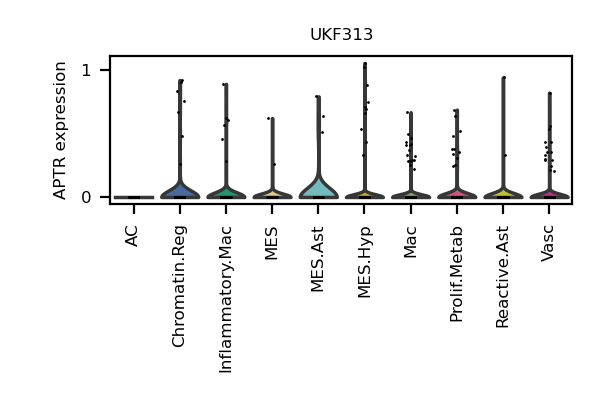 UKF313
APTR expression
1
0
AC
Chromatin.Reg
Inflammatory.Mac
MES
MES.Ast
MES.Hyp
Mac
Prolif.Metab
Reactive.Ast
Vasc